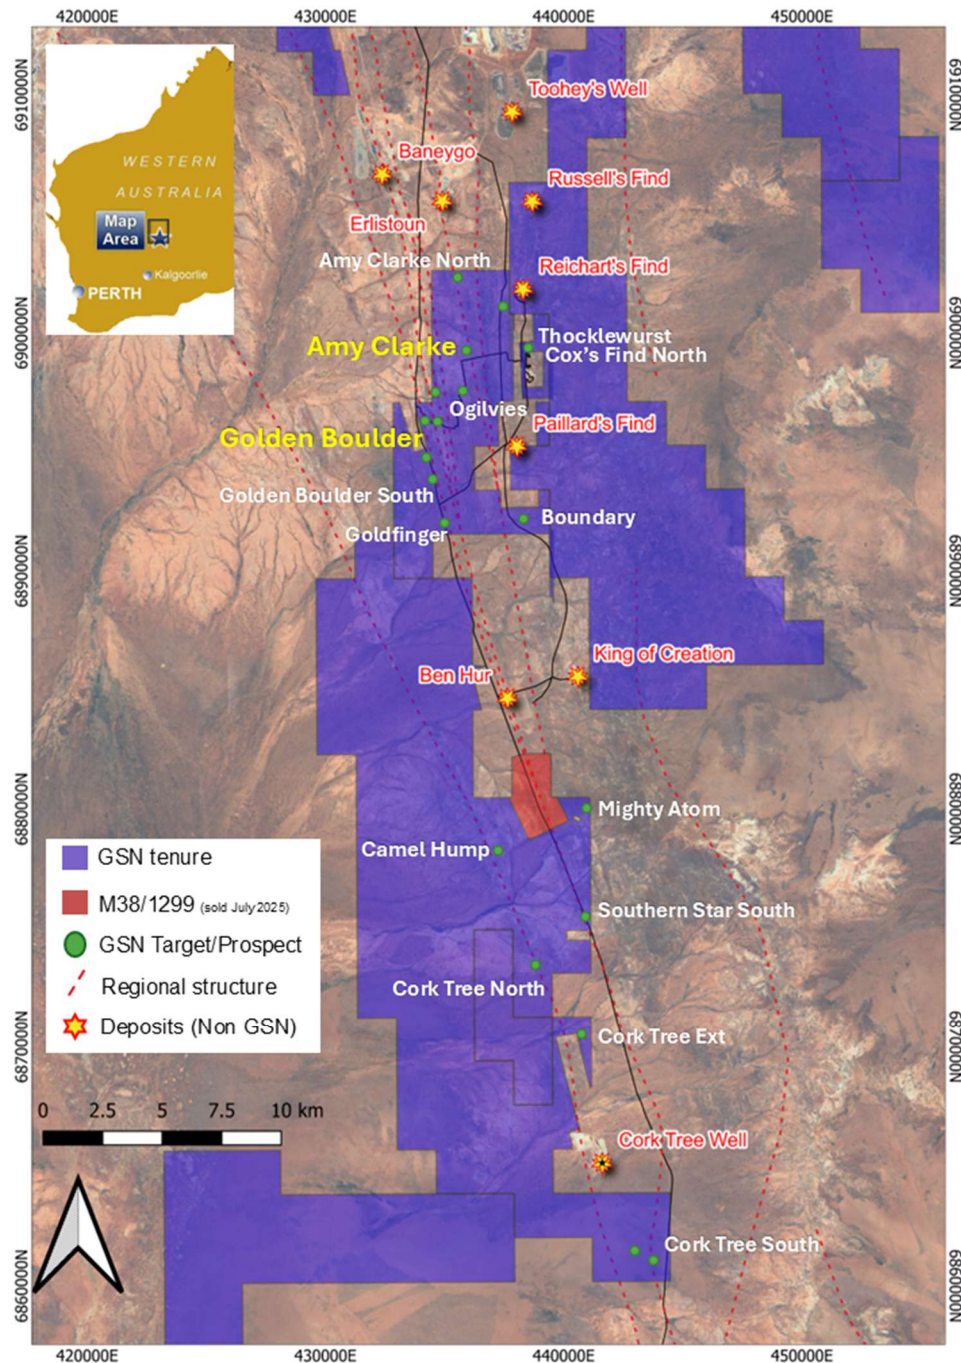 420000E
430000E
440000E
450000E
6910000N
6910000N
WESTERN
AUSTRALIA
Map
Area
Kalgoorlie
PERTH
Toohey's Well
Baneygo
Russell's Find
Erlistoun
Amy Clarke North
Reichart's Find
6900000N
6900000N
Amy Clarke
Thocklewurst
Cox's Find North
Ogilvies
Paillard's Find
Golden Boulder
Golden Boulder South
Boundary
Goldfinger
6890000N
6890000N
King of Creation
Ben Hur
6880000N
6880000N
Mighty Atom
Camel Hump
GSN tenure
M38/1299 (sold July 2025)
Southern Star South
GSN Target/Prospect
Regional structure
Cork Tree North
Deposits (Non GSN)
Cork Tree Ext
6870000N
6870000N
0 2.5 5 7.5 10 km
Cork Tree Well
Cork Tree South
6860000N
6860000N
420000E
430000E
440000E
450000E